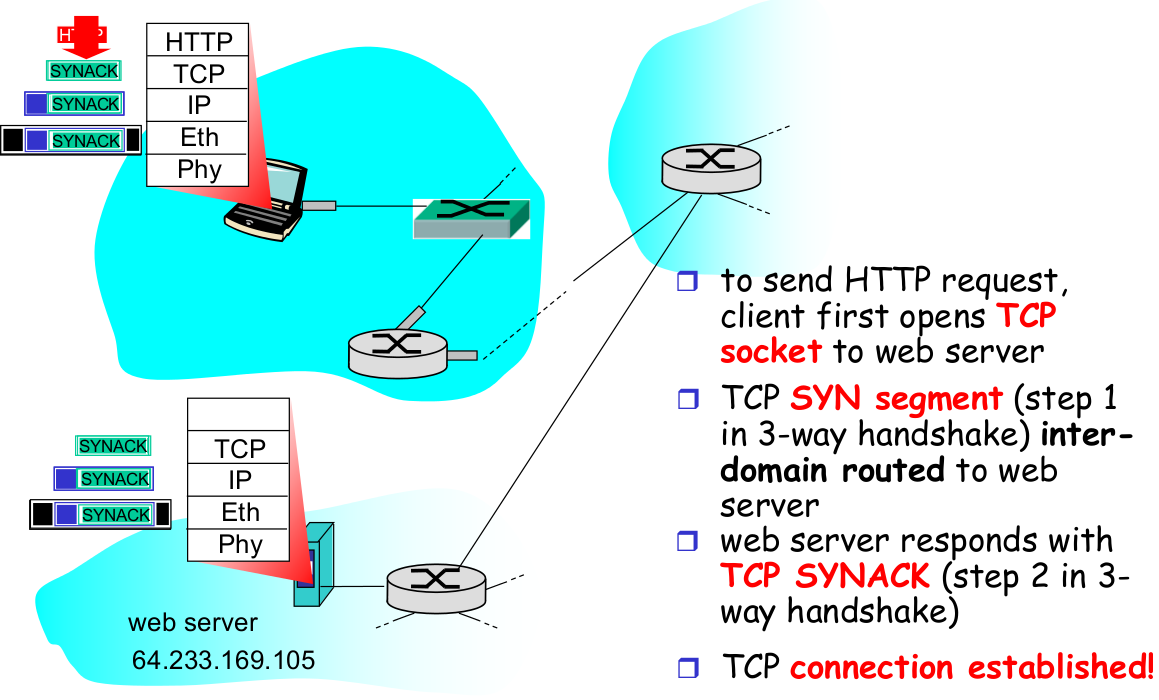 HTTP
SYNACK
SYNACK
SYNACK
HTTP
TCP
IP
Eth
Phy
to send HTTP request,
client first opens TCP
socket to web server
TCP SYN segment (step 1
in 3-way handshake) inter-
domain routed to web
server
web server responds with
TCP SYNACK (step 2 in 3-
way handshake)
TCP connection established!
SYNACK
SYNACK
SYNACK
TCP
IP
Eth
Phy
web server
64.233.169.105